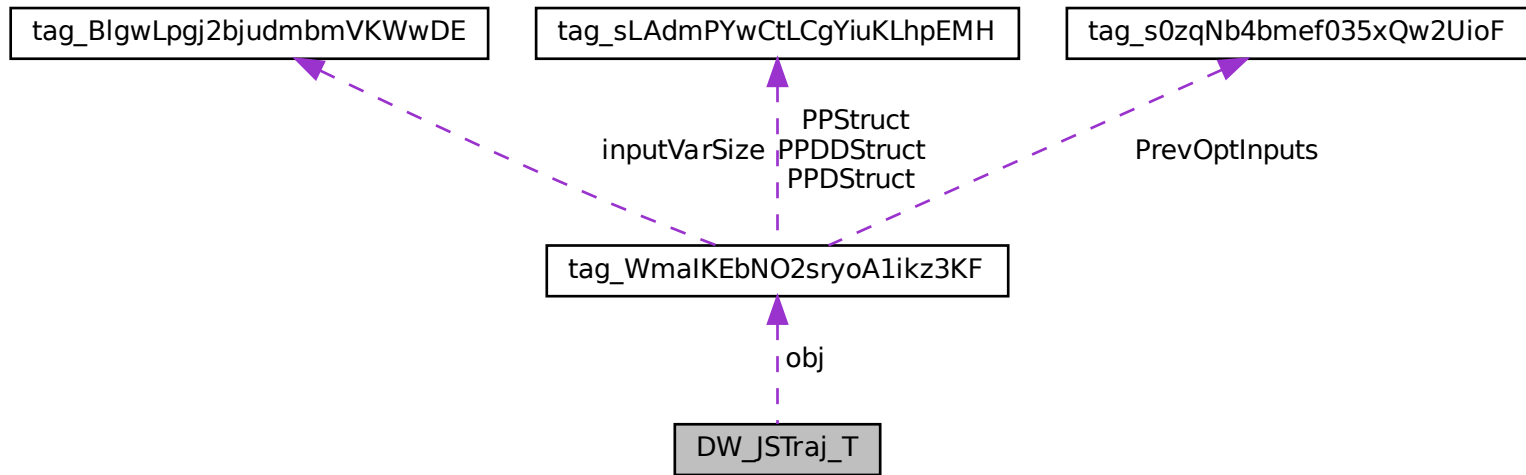 tag_BlgwLpgj2bjudmbmVKWwDE
tag_sLAdmPYwCtLCgYiuKLhpEMH
tag_s0zqNb4bmef035xQw2UioF
inputVarSize
PPStruct
PPDDStruct
PPDStruct
PrevOptInputs
tag_WmaIKEbNO2sryoA1ikz3KF
obj
DW_JSTraj_T